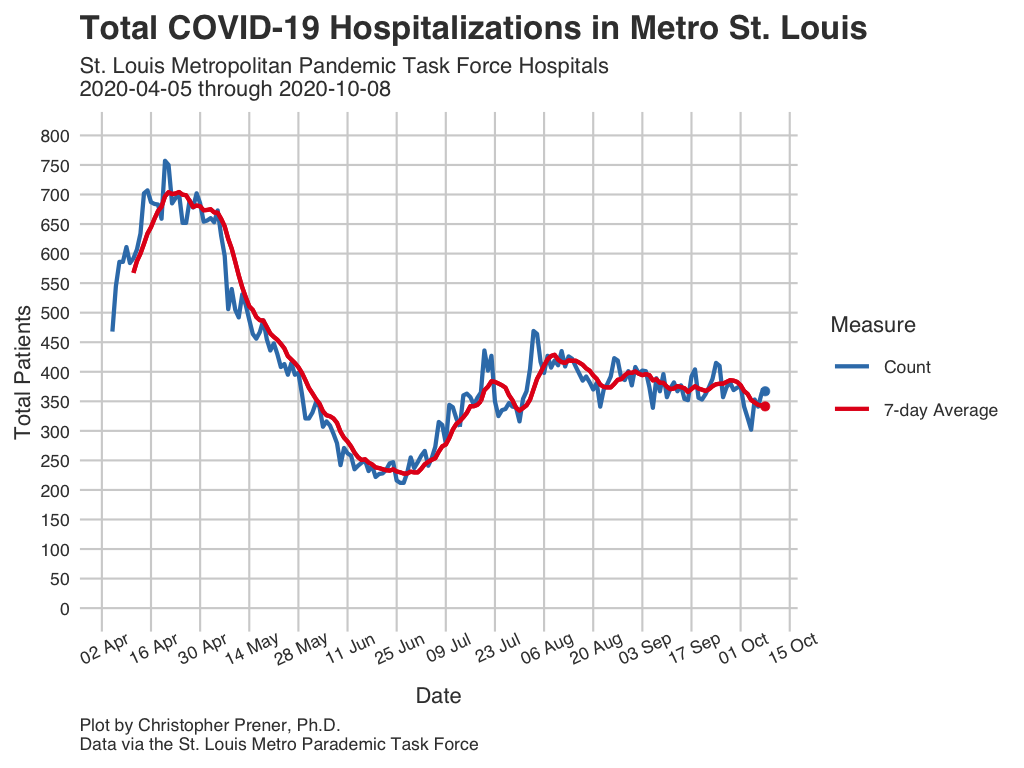 Total COVID-19 Hospitalizations in Metro St. Louis
St. Louis Metropolitan Pandemic Task Force Hospitals
2020-04-05 through 2020-10-08
800
750
700
650
600
550
500
450
400
350
300
250
200
150
100
50
0
Total Patients
02 Apr
16 Apr
30 Apr
14 May
28 May
11 Jun
25 Jun
09 Jul
23 Jul
06 Aug
20 Aug
03 Sep
17 Sep
01 Oct
15 Oct
Date
Measure
Count
7-day Average
Plot by Christopher Prener, Ph.D.
Data via the St. Louis Metro Parademic Task Force